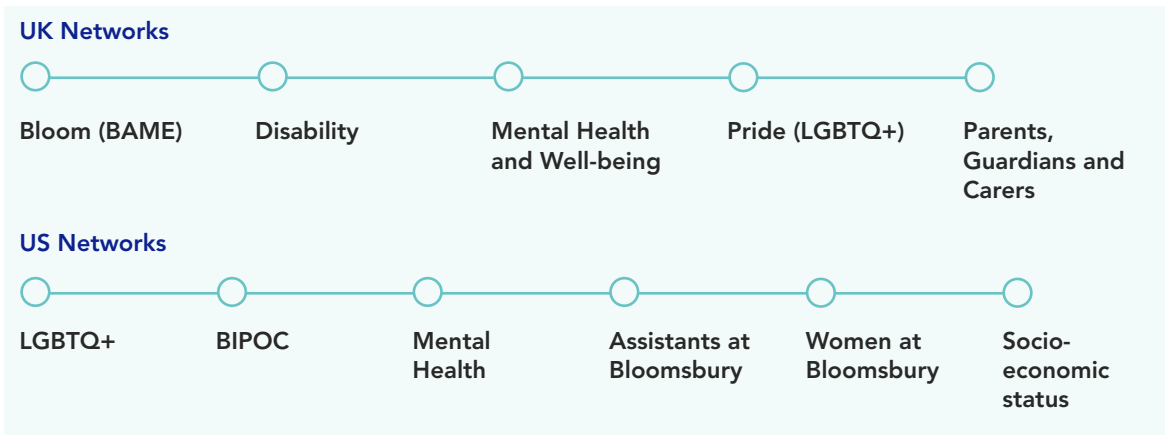 UK Networks
Bloom (BAME)
Disability
Mental Health
and Well-being
Pride (LGBTQ+)
Parents,
Guardians and
Carers
US Networks
LGBTQ+
BIPOC
Mental
Health
Assistants at
Bloomsbury
Women at
Bloomsbury
Socio-
economic
status